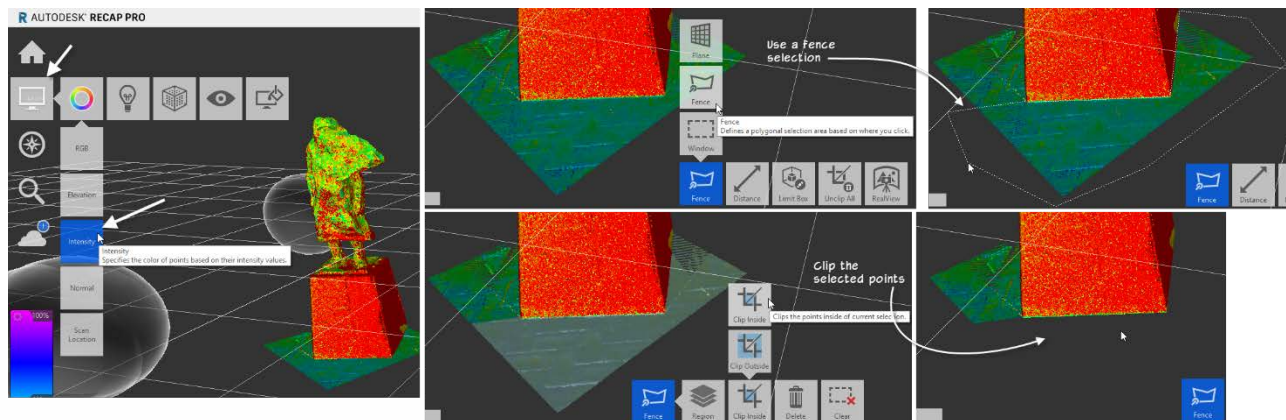 R AUTODESK® RECAP PRO
RGB
Elevation
Intensity
Intensity
Specifies the color of points based on their intensity values.
Normal
Scan
Location
100%
Plane
Fence
Fence
Defines a polygonal selection area based on where you click.
Window
Fence
Distance
Limit Box
Unclip All
RealView
Use a fence
selection
Fence
Distance
Clip Inside
Clips the points inside of current selection.
Clip Outside
Fence
Region
Clip Inside
Delete
Clear
Clip the
selected points
Fence